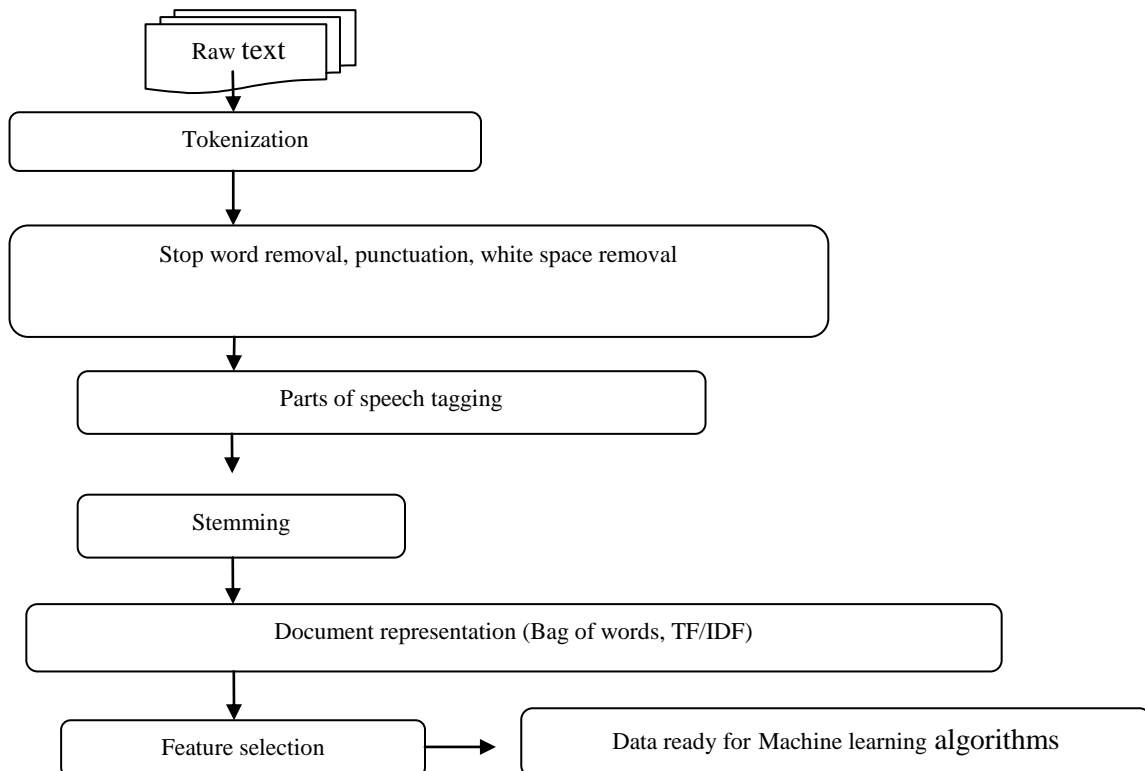 Raw text
Tokenization
Stop word removal, punctuation, white space removal
Parts of speech tagging
Stemming
Document representation (Bag of words, TF/IDF)
Feature selection
Data ready for Machine learning algorithms